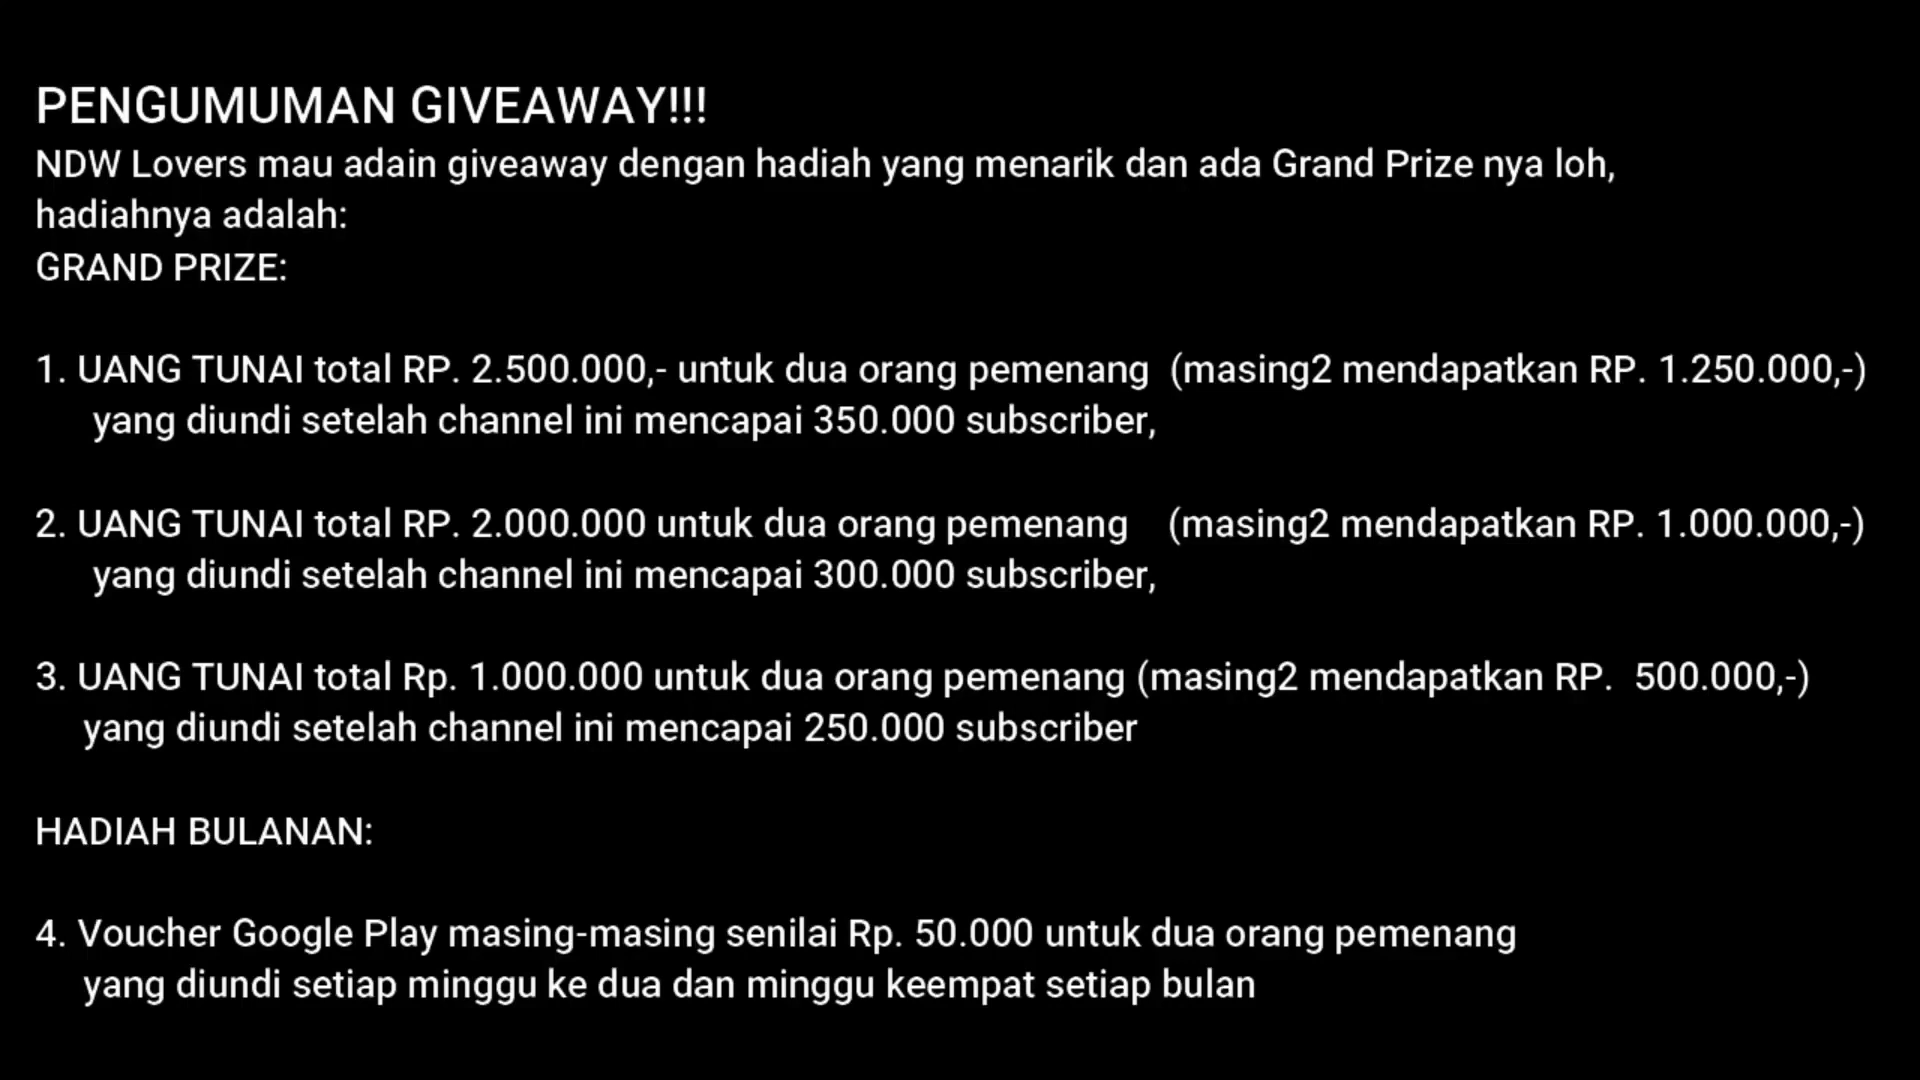 PENGUMUMAN GIVEAWAY!!!
NDW Lovers mau adain giveaway dengan hadiah yang menarik dan ada Grand Prize nya loh,
hadiahnya adalah:
GRAND PRIZE:
1. UANG TUNAI total RP. 2.500.000,- untuk dua orang pemenang (masing2 mendapatkan RP. 1.250.000,-)
yang diundi setelah channel ini mencapai 350.000 subscriber,
2. UANG TUNAI total RP. 2.000.000 untuk dua orang pemenang (masing2 mendapatkan RP. 1.000.000,-)
yang diundi setelah channel ini mencapai 300.000 subscriber,
3. UANG TUNAI total Rp. 1.000.000 untuk dua orang pemenang (masing2 mendapatkan RP. 500.000,-)
yang diundi setelah channel ini mencapai 250.000 subscriber
HADIAH BULANAN:
4. Voucher Google Play masing-masing senilai Rp. 50.000 untuk dua orang pemenang
yang diundi setiap minggu ke dua dan minggu keempat setiap bulan